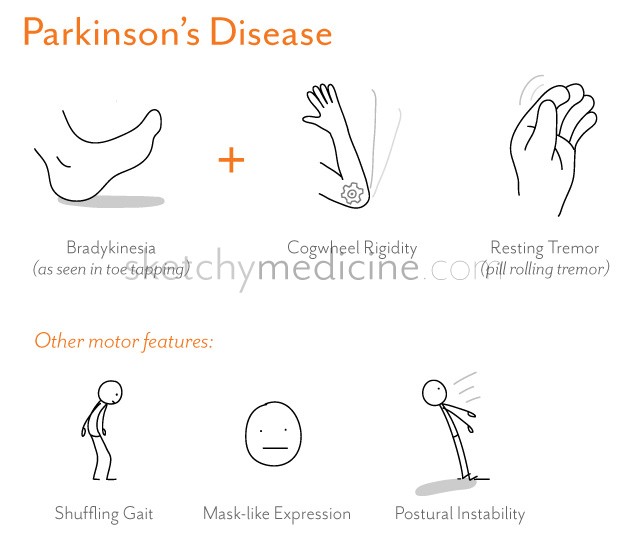 Parkinson's Disease
+
Bradykinesia
(as seen in toe tapping)
Cogwheel Rigidity
Resting Tremor
(pill rolling tremor)
sketchymedicine.com
Other motor features:
Shuffling Gait
Mask-like Expression
Postural Instability